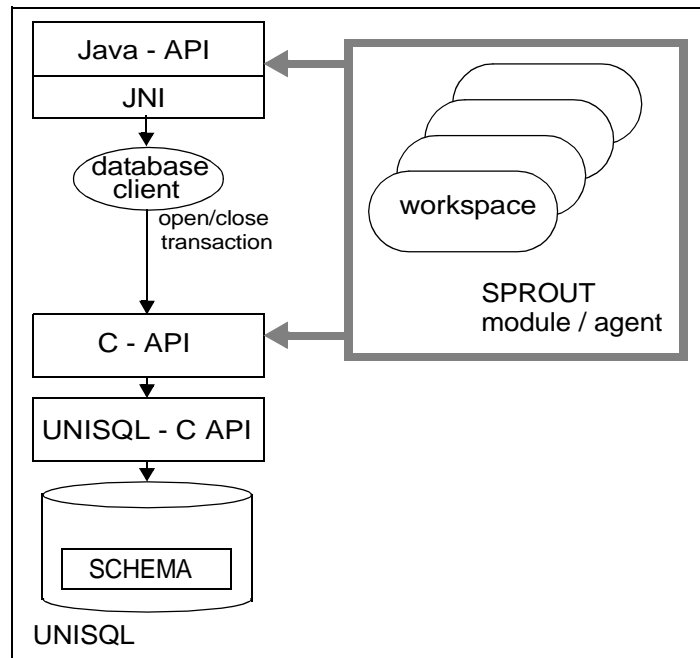 Java - API
JNI
database
client
open/close
transaction
C - API
UNISQL - C API
SCHEMA
UNISQL
workspace
SPROUT
module / agent